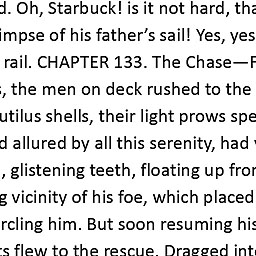 d. Oh, Starbuck! is it not hard, tha
impse of his father’s sail! Yes, yes
rail. CHAPTER 133. The Chase—F
s, the men on deck rushed to the
utilus shells, their light prows spe
d allured by all this serenity, had
, glistening teeth, floating up fror
g vicinity of his foe, which placed
rcling him. But soon resuming his
ts flew to the rescue. Dragged into